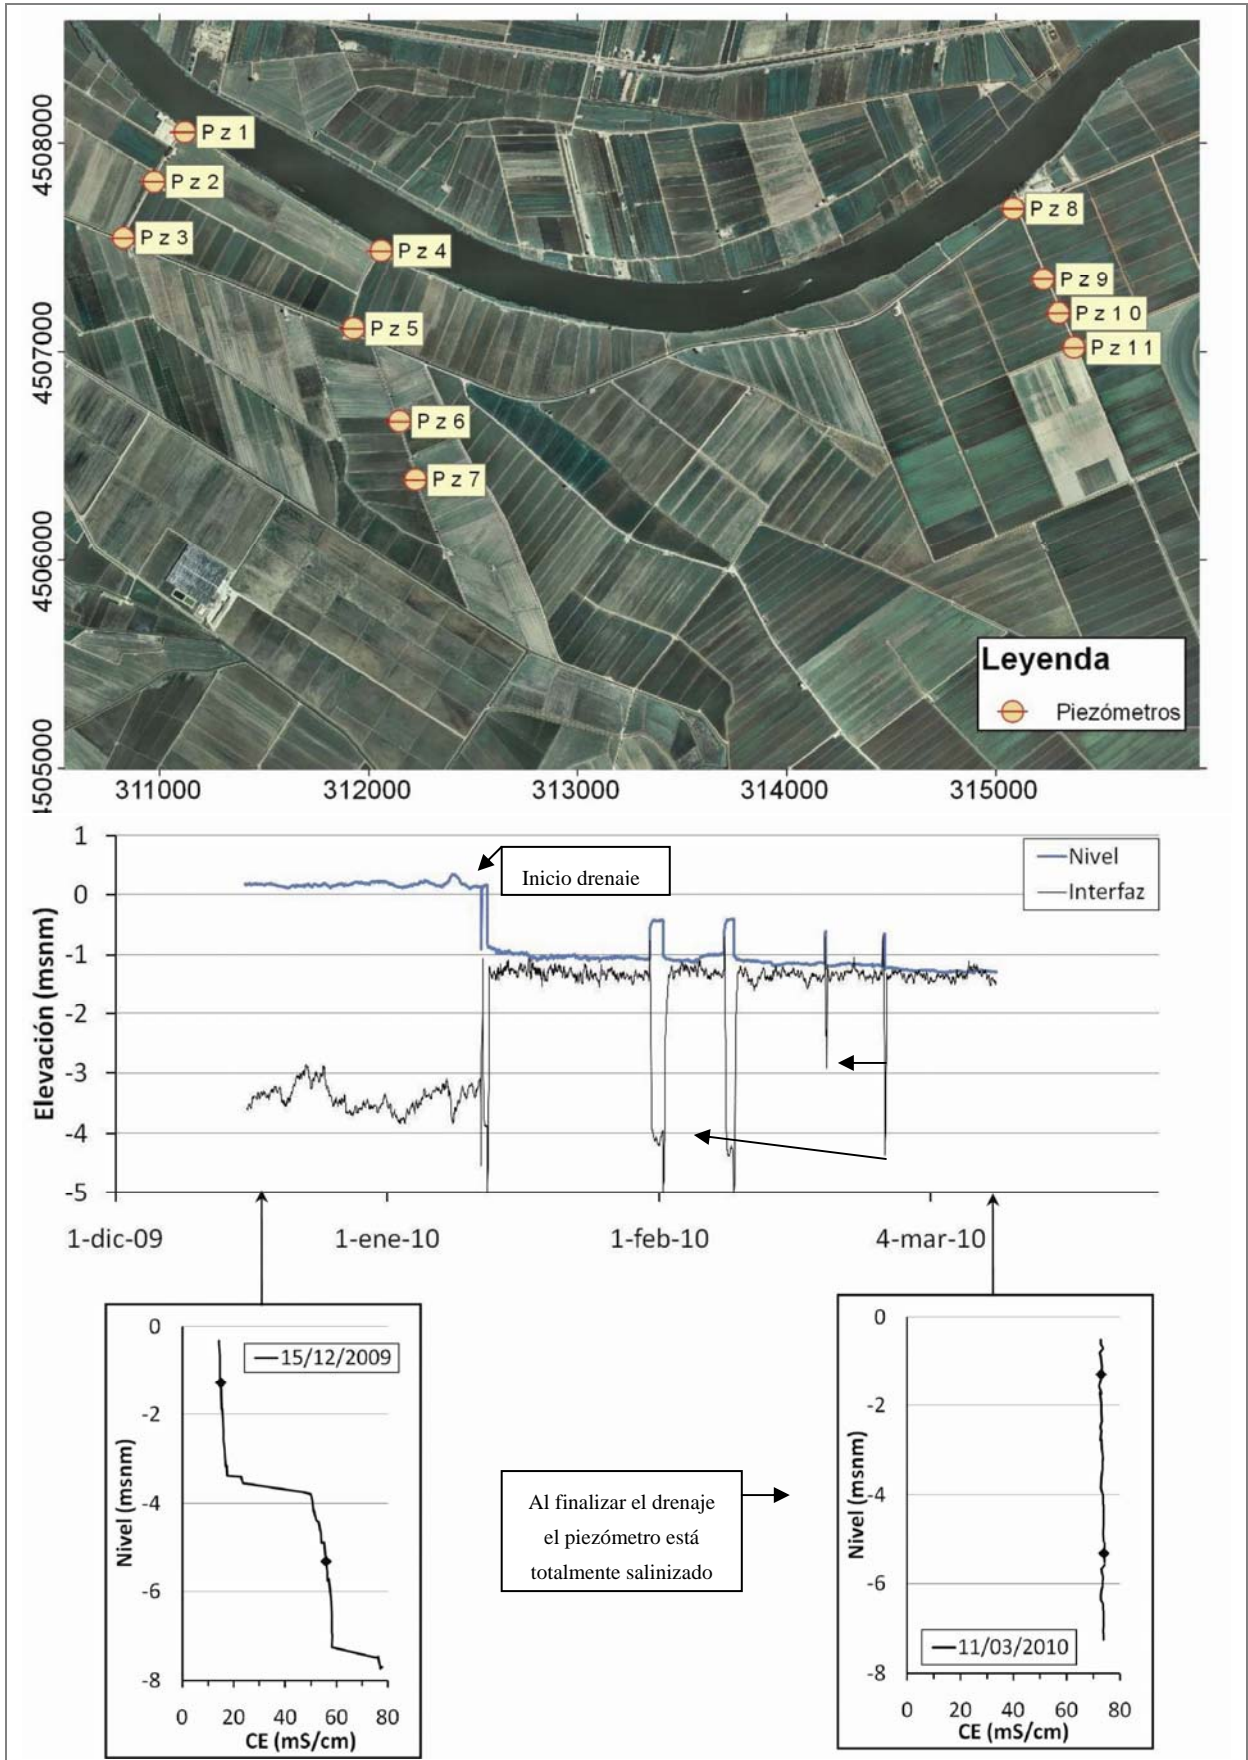 4508000
4507000
4506000
4505000
Pz 1
Pz 2
Pz 3
Pz 4
Pz 5
Pz 6
Pz 7
Pz 8
Pz 9
Pz 10
Pz 11
Leyenda
Piezómetros
311000 312000 313000 314000 315000
Elevación (msnm)
1
0
-1
-2
-3
-4
-5
Inicio drenaje
Nivel
Interfaz
1-dic-09 1-ene-10 1-feb-10 4-mar-10
Nivel (msnm)
0
-2
-4
-6
-8
15/12/2009
0 20 40 60 80
CE (mS/cm)
Al finalizar el drenaje
el piezómetro está
totalmente salinizado
Nivel (msnm)
0
-2
-4
-6
-8
11/03/2010
0 20 40 60 80
CE (mS/cm)